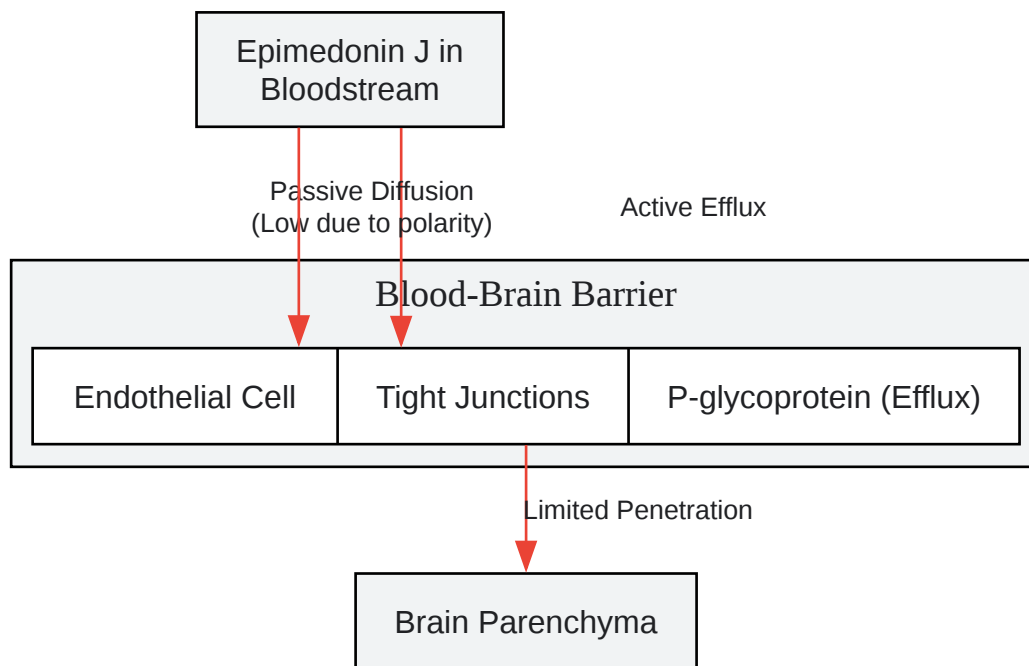 Epimedonin J in
Bloodstream
Passive Diffusion
(Low due to polarity)
Active Efflux
Blood-Brain Barrier
Endothelial Cell
Tight Junctions
P-glycoprotein (Efflux)
Limited Penetration
Brain Parenchyma